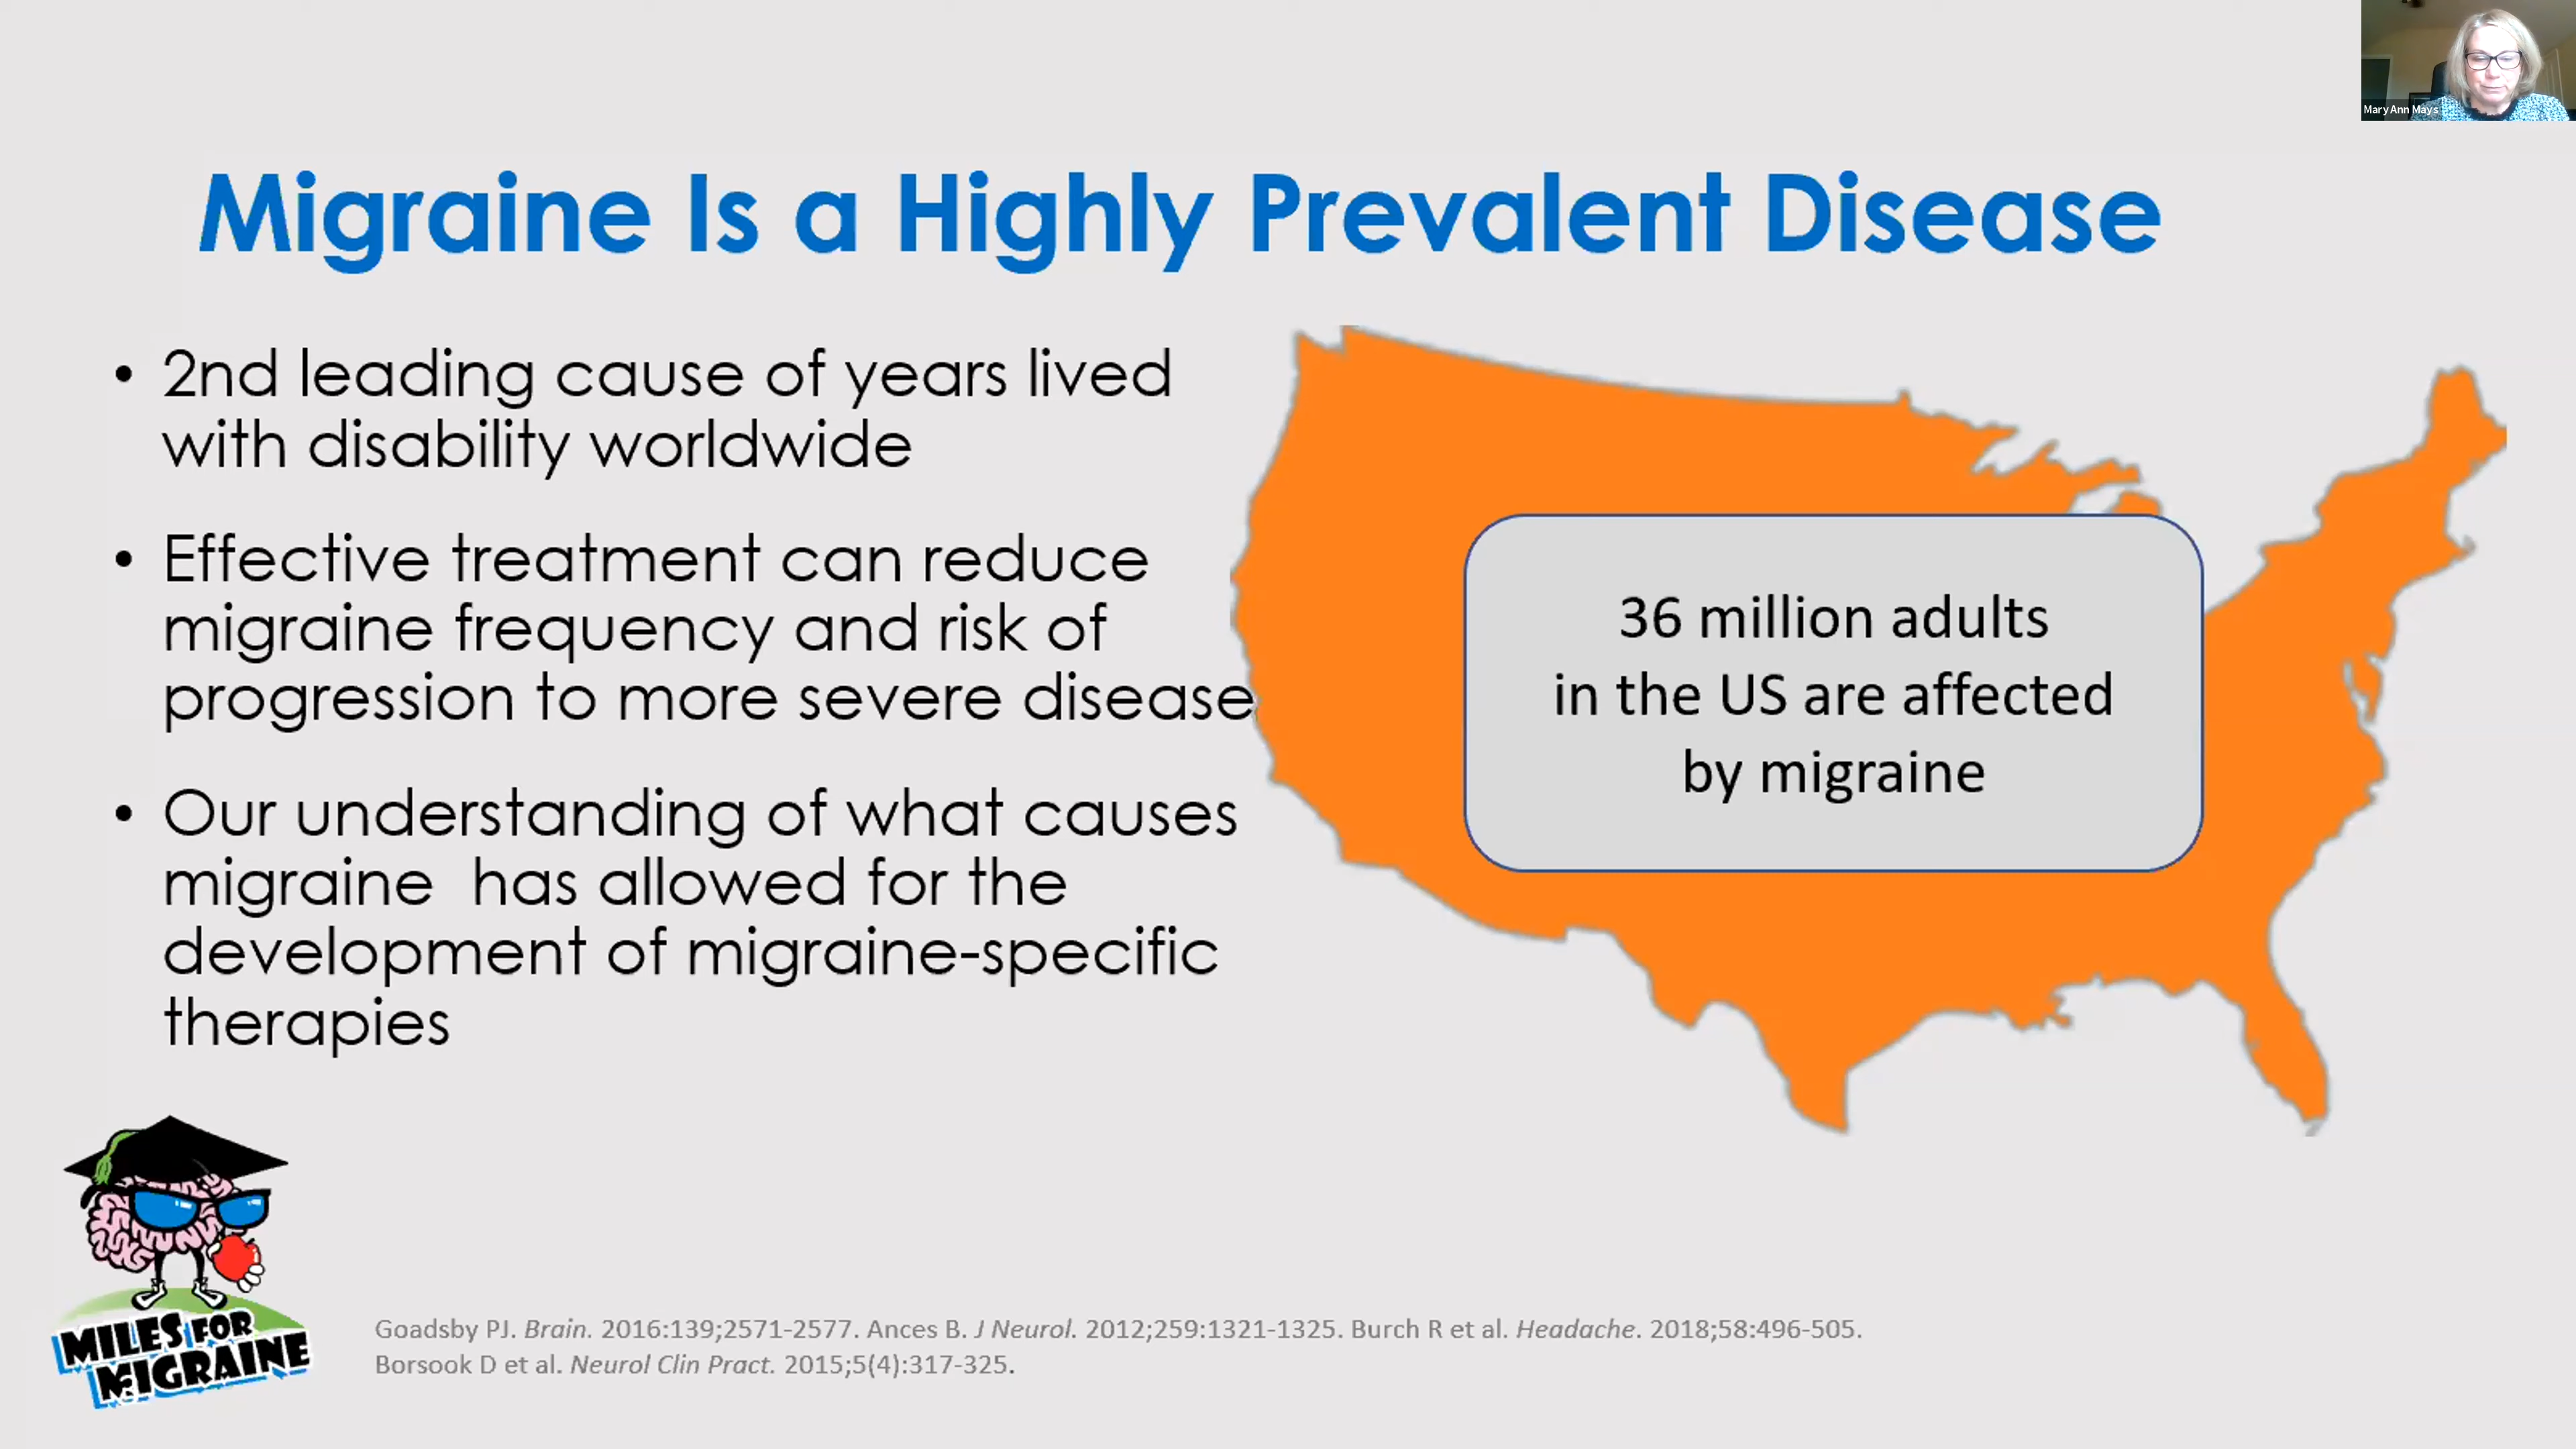 MaryAnn Mays
Migraine Is a Highly Prevalent Disease
• 2nd leading cause of years lived
with disability worldwide
• Effective treatment can reduce
migraine frequency and risk of
progression to more severe disease
• Our understanding of what causes
migraine  has allowed for the
development of migraine-specific
therapies
36 million adults
in the US are affected
by migraine
MILES FOR
MIGRAINE
Goadsby PJ. Brain. 2016:139;2571-2577. Ances B. J Neurol. 2012;259:1321-1325. Burch R et al. Headache. 2018;58:496-505.
Borsook D et al. Neurol Clin Pract. 2015;5(4):317-325.